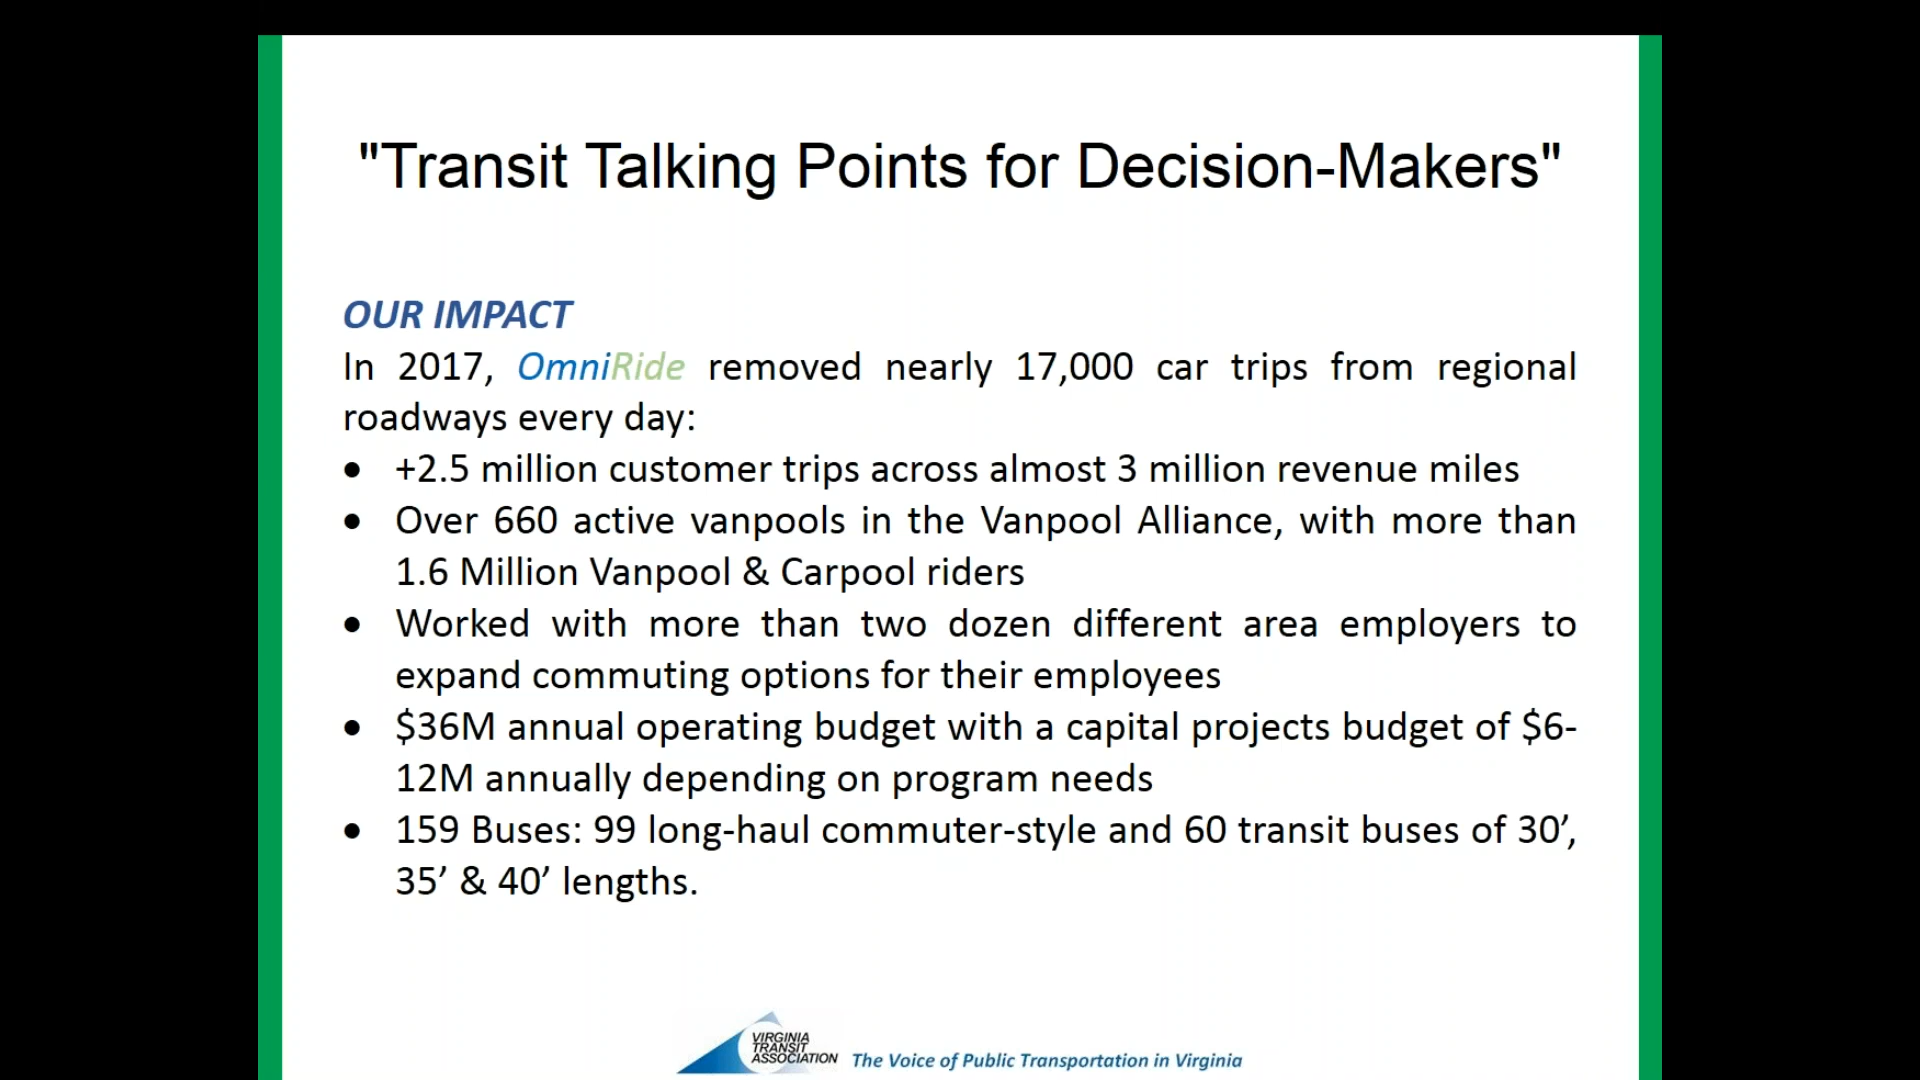 "Transit Talking Points for Decision-Makers"
OUR IMPACT
In 2017, OmniRide removed nearly 17,000 car trips from regional
roadways every day:
• +2.5 million customer trips across almost 3 million revenue miles
• Over 660 active vanpools in the Vanpool Alliance, with more than
1.6 Million Vanpool & Carpool riders
• Worked with more than two dozen different area employers to
expand commuting options for their employees
• $36M annual operating budget with a capital projects budget of $6-
12M annually depending on program needs
• 159 Buses: 99 long-haul commuter-style and 60 transit buses of 30’,
35’ & 40’ lengths.
VIRGINIA
TRANSIT
ASSOCIATION The Voice of Public Transportation in Virginia